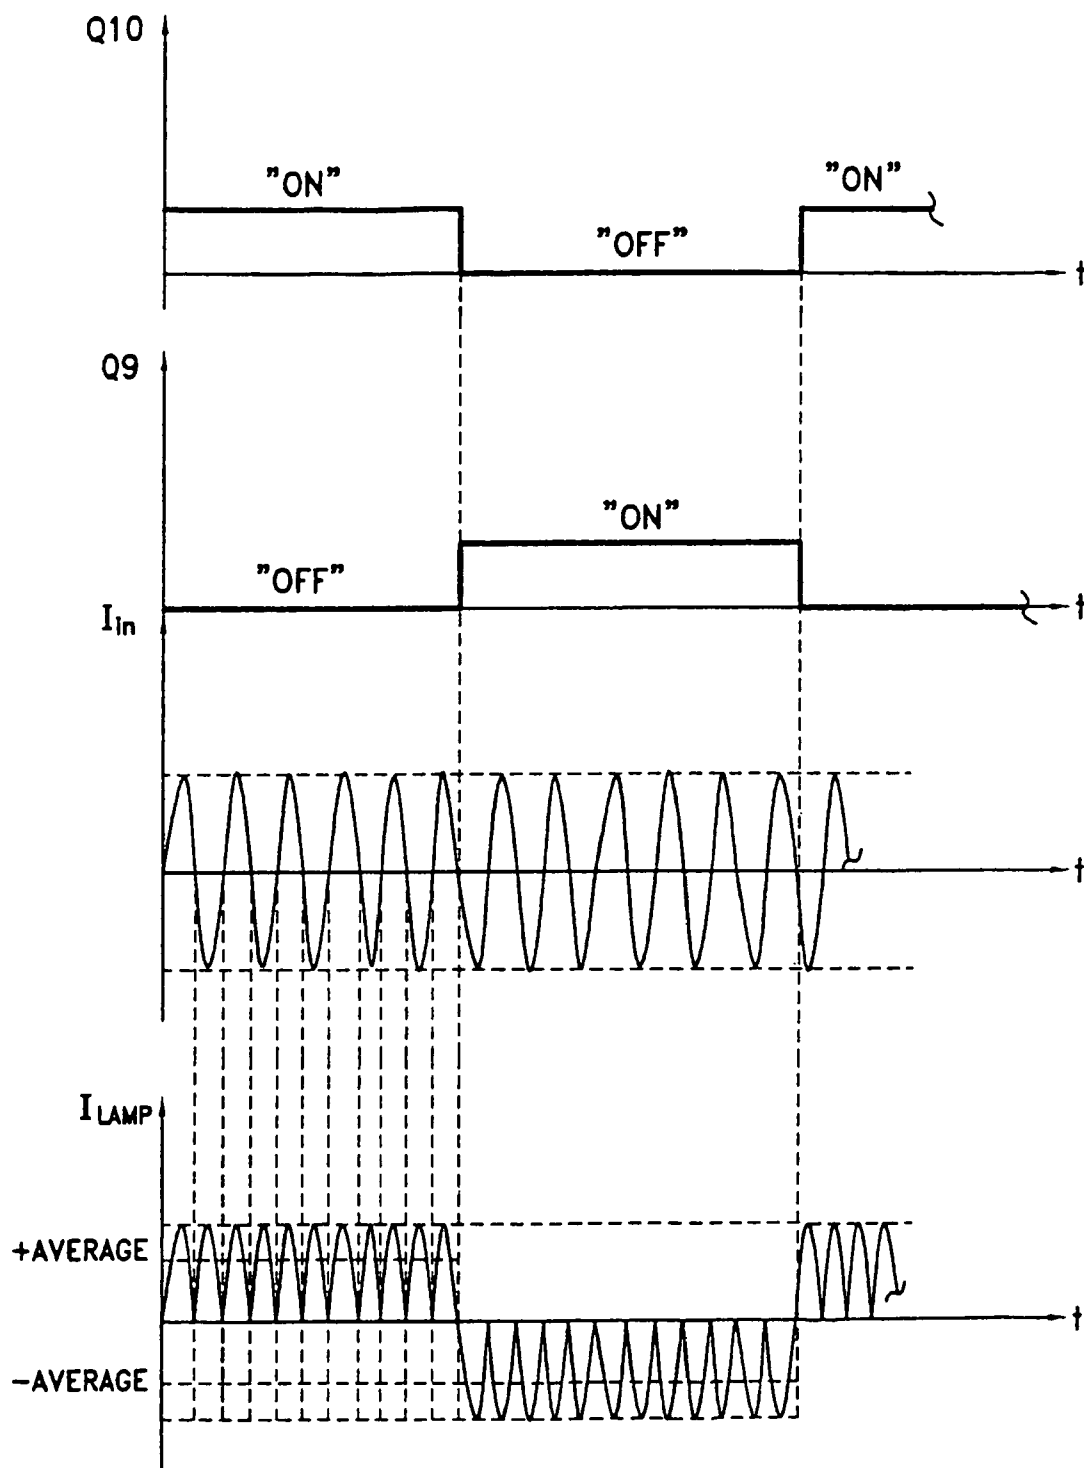 Q10
"ON"
"ON"
"OFF"
t
Q9
"ON"
"OFF"
t
Iin
t
ILAMP
+AVERAGE
t
-AVERAGE